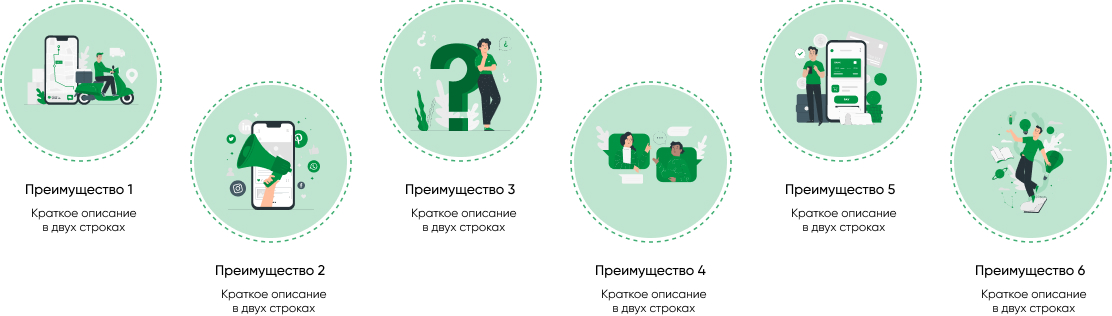 Преимущество 1
Краткое описание
в двух строках
Преимущество 2
Краткое описание
в двух строках
Преимущество 3
Краткое описание
в двух строках
Преимущество 4
Краткое описание
в двух строках
Преимущество 5
Краткое описание
в двух строках
Преимущество 6
Краткое описание
в двух строках